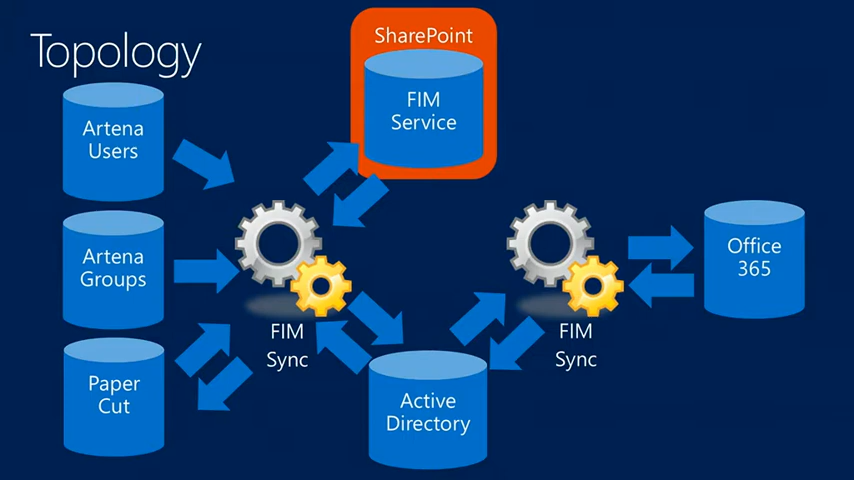 Topology
SharePoint
FIM
Service
Artena
Users
Artena
Groups
Paper
Cut
FIM
Sync
Active
Directory
FIM
Sync
Office
365